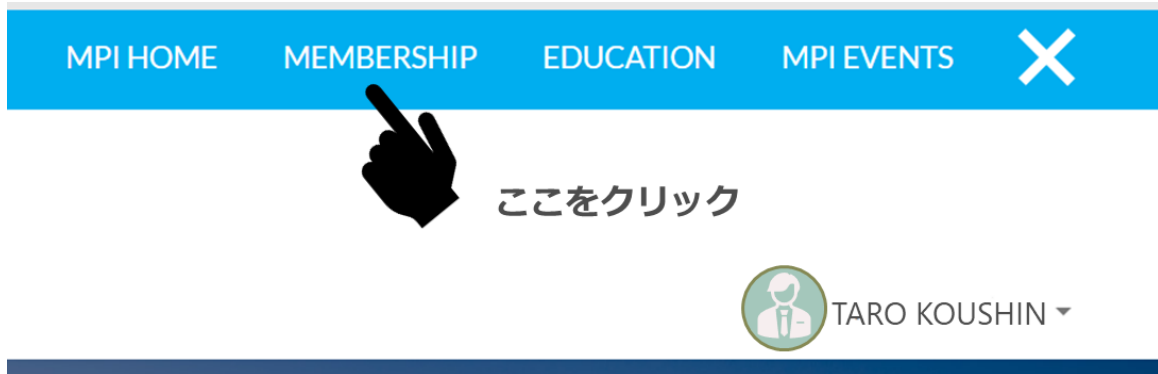 MPI HOME MEMBERSHIP EDUCATION MPI EVENTS
ここをクリック
TARO KOUSHIN